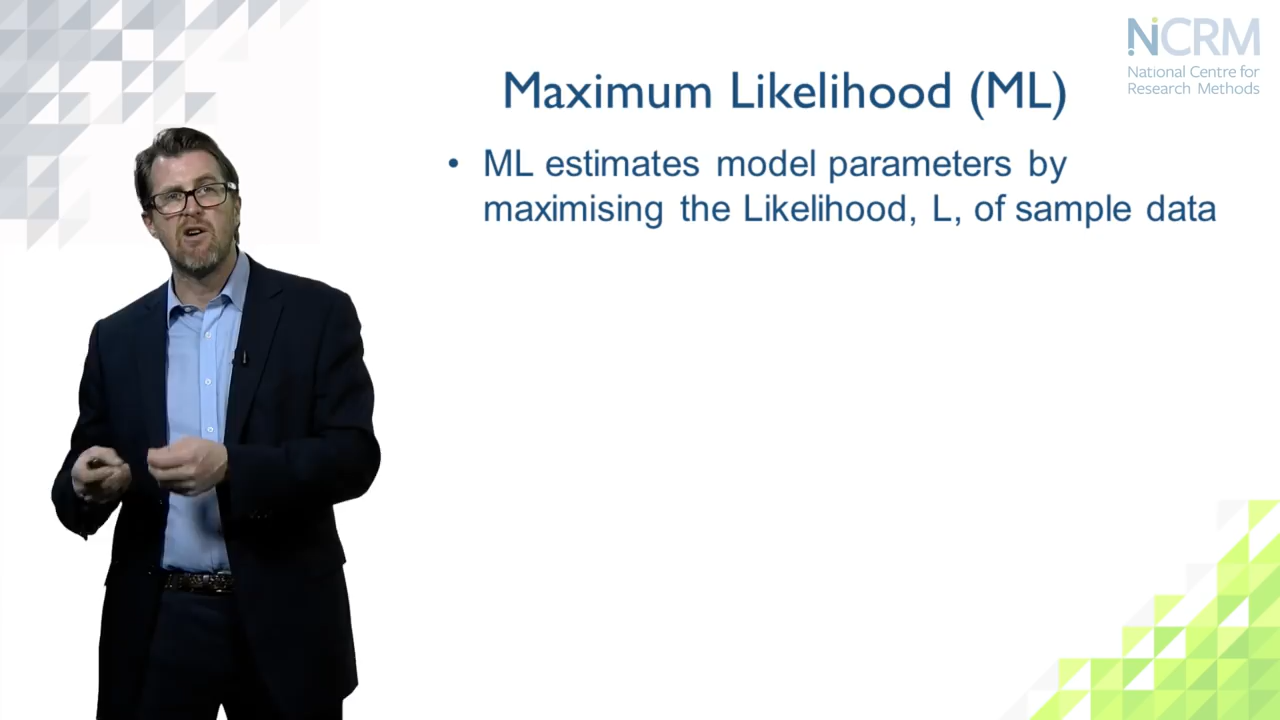 NCRM
National Centre for
Research Methods
Maximum Likelihood (ML)
• ML estimates model parameters by
maximising the Likelihood, L, of sample data